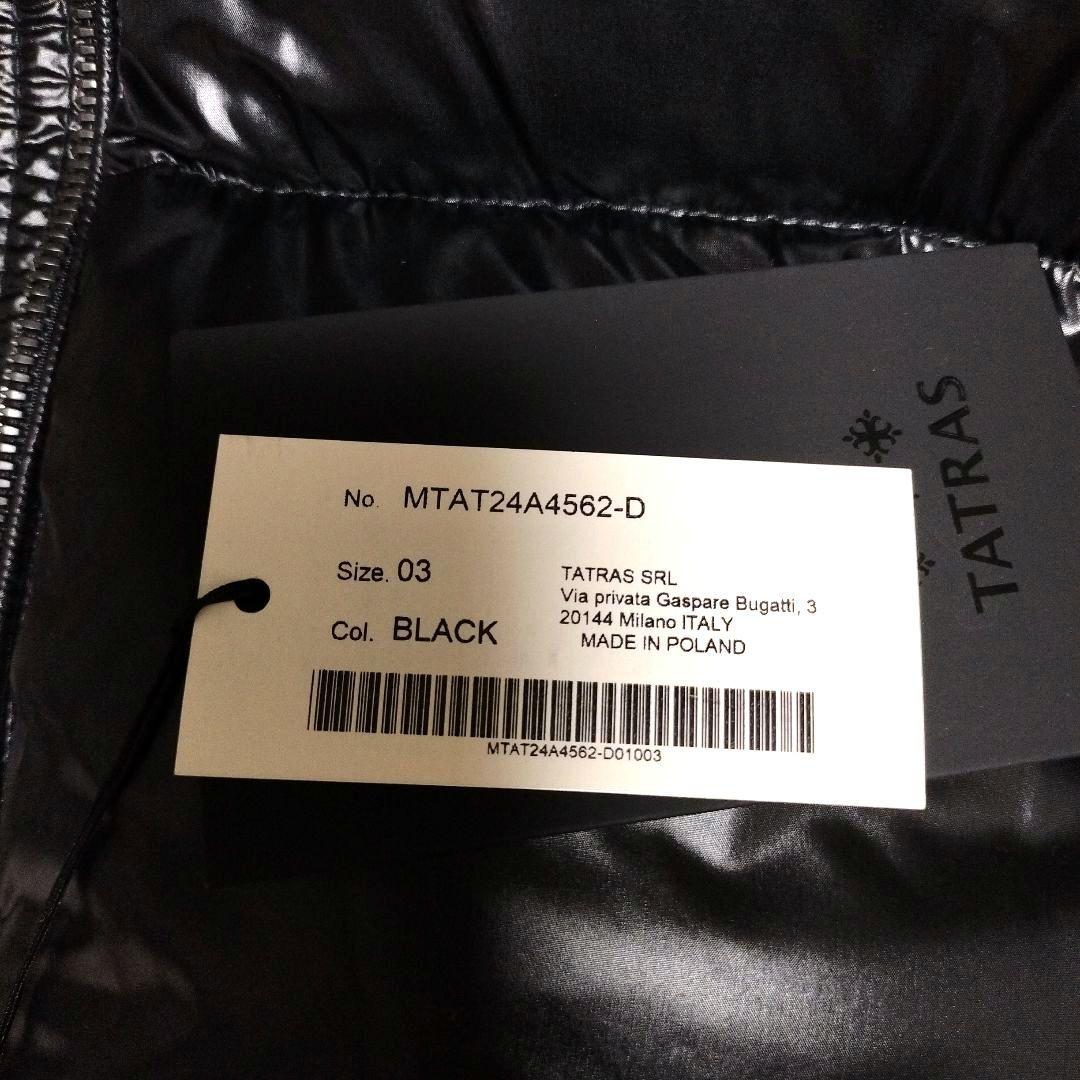 TATRAS
No. MTAT24A4562-D
Size. 03
Col. BLACK
TATRAS SRL
Via privata Gaspare Bugatti, 3
20144 Milano ITALY
MADE IN POLAND
MTAT24A4562-D01003